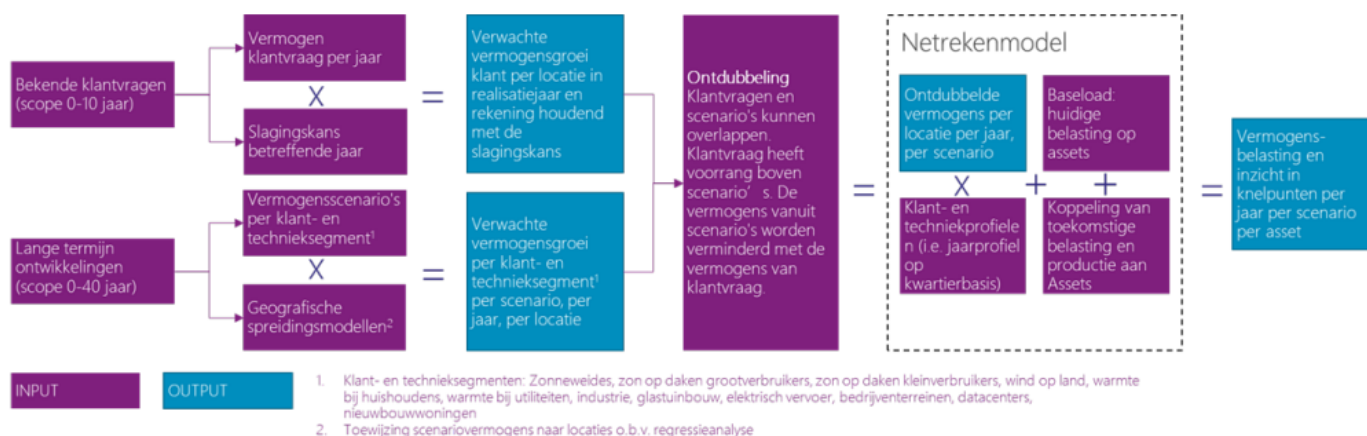 Bekende klantvragen
(scope 0-10 jaar)
Vermogen
klantvraag per jaar
X
Slagingskans
betreffende jaar
=
Verwachte
vermogensgroei
klant per locatie in
realisatiejaar en
rekening houdend
met de
slagingskans
Lange termijn
ontwikkelingen
(scope 0-40 jaar)
Vermogensscenario's
per klant- en
technieksegment¹
X
Geografische
spreidingsmodellen²
=
Verwachte
vermogensgroei
per klant- en
technieksegment¹
per scenario, per
jaar, per locatie
Ontdubbeling
Klantvragen en
scenario's kunnen
overlappen.
Klantvraag heeft
voorrang boven
scenario' s. De
vermogens vanuit
scenario's worden
verminderd met de
vermogens van
klantvraag.
=
Netrekenmodel
Ontdubbelde
vermogens per
locatie per jaar,
per scenario
Baseload:
huidige
belasting op
assets
X
+
+
Klant- en
techniekprofiele
n (i.e. jaarprofiel
op
kwartierbasis)
Koppeling van
toekomstige
belasting en
productie aan
Assets
=
Vermogens-
belasting en
inzicht in
knelpunten per
jaar per scenario
per asset
INPUT
OUTPUT
1. Klant- en technieksegmenten: Zonneweides, zon op daken grootverbruikers, zon op daken kleinverbruikers, wind op land, warmte
bij huishoudens, warmte bij utiliteiten, industrie, glastuinbouw, elektrisch vervoer, bedrijventerreinen, datacenters,
nieuwbouwwoningen
2. Toewijzing scenariovermogens naar locaties o.b.v. regressieanalyse